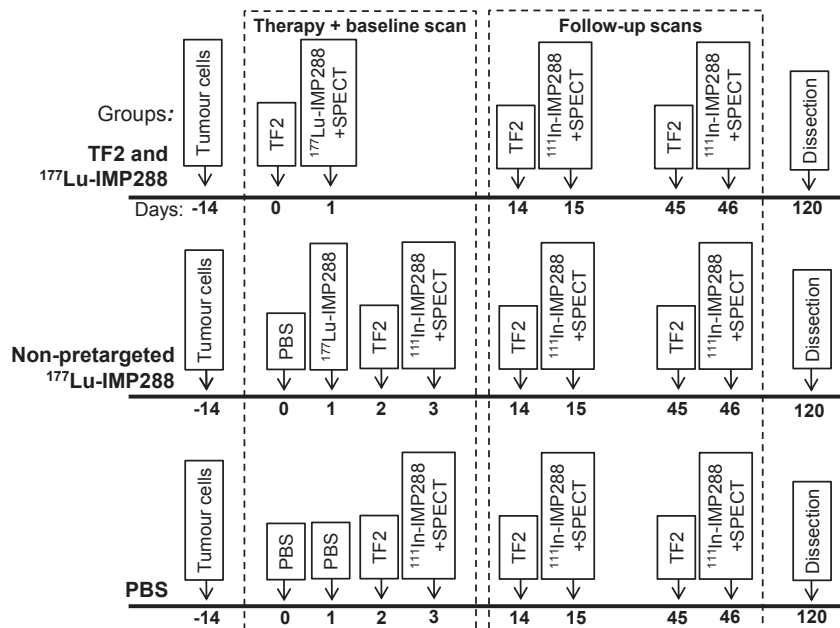 Therapy + baseline scan
Follow-up scans
Groups:
TF2 and
¹⁷⁷Lu-IMP288
Tumour cells
TF2
¹⁷⁷Lu-IMP288
+SPECT
TF2
¹¹¹In-IMP288
+SPECT
TF2
¹¹¹In-IMP288
+SPECT
Dissection
Days: -14 0 1 14 15 45 46 120
Non-pretargeted
¹⁷⁷Lu-IMP288
Tumour cells
PBS
¹⁷⁷Lu-IMP288
TF2
¹¹¹In-IMP288
+SPECT
TF2
¹¹¹In-IMP288
+SPECT
TF2
¹¹¹In-IMP288
+SPECT
Dissection
-14 0 1 2 3 14 15 45 46 120
PBS
Tumour cells
PBS
PBS
TF2
¹¹¹In-IMP288
+SPECT
TF2
¹¹¹In-IMP288
+SPECT
TF2
¹¹¹In-IMP288
+SPECT
Dissection
-14 0 1 2 3 14 15 45 46 120